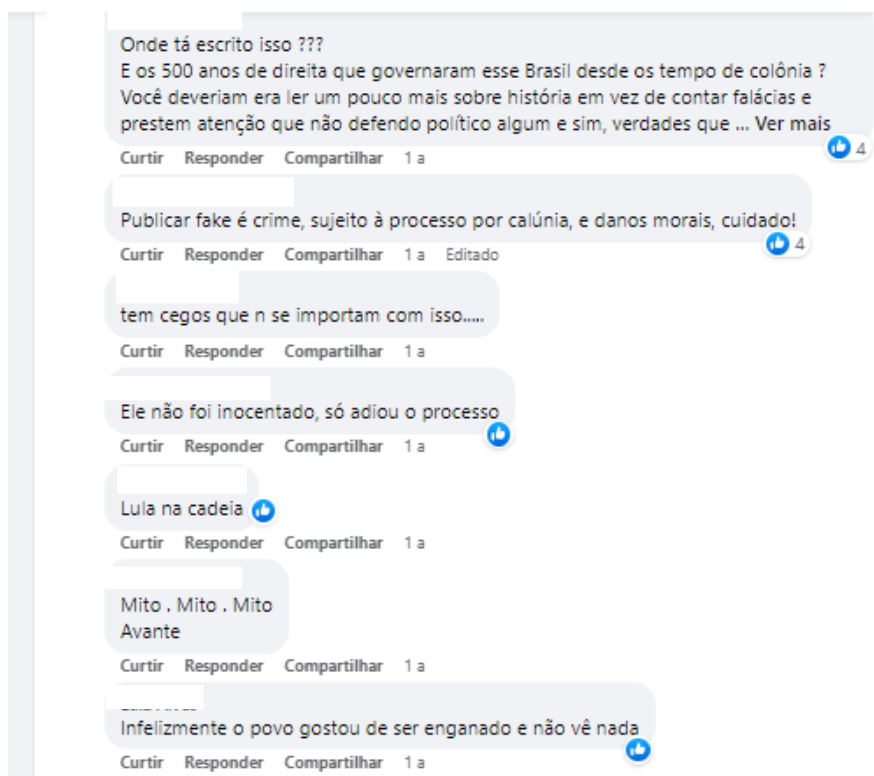 Onde tá escrito isso ???
E os 500 anos de direita que governaram esse Brasil desde os tempo de colônia ?
Você deveriam era ler um pouco mais sobre história em vez de contar falácias e
prestem atenção que não defendo político algum e sim, verdades que ... Ver mais
4
Curtir Responder Compartilhar 1 a
Publicar fake é crime, sujeito à processo por calúnia, e danos morais, cuidado!
4
Curtir Responder Compartilhar 1 a Editado
tem cegos que n se importam com isso.....
Curtir Responder Compartilhar 1 a
Ele não foi inocentado, só adiou o processo
Curtir Responder Compartilhar 1 a
Lula na cadeia
Curtir Responder Compartilhar 1 a
Mito . Mito . Mito
Avante
Curtir Responder Compartilhar 1 a
Infelizmente o povo gostou de ser enganado e não vê nada
Curtir Responder Compartilhar 1 a